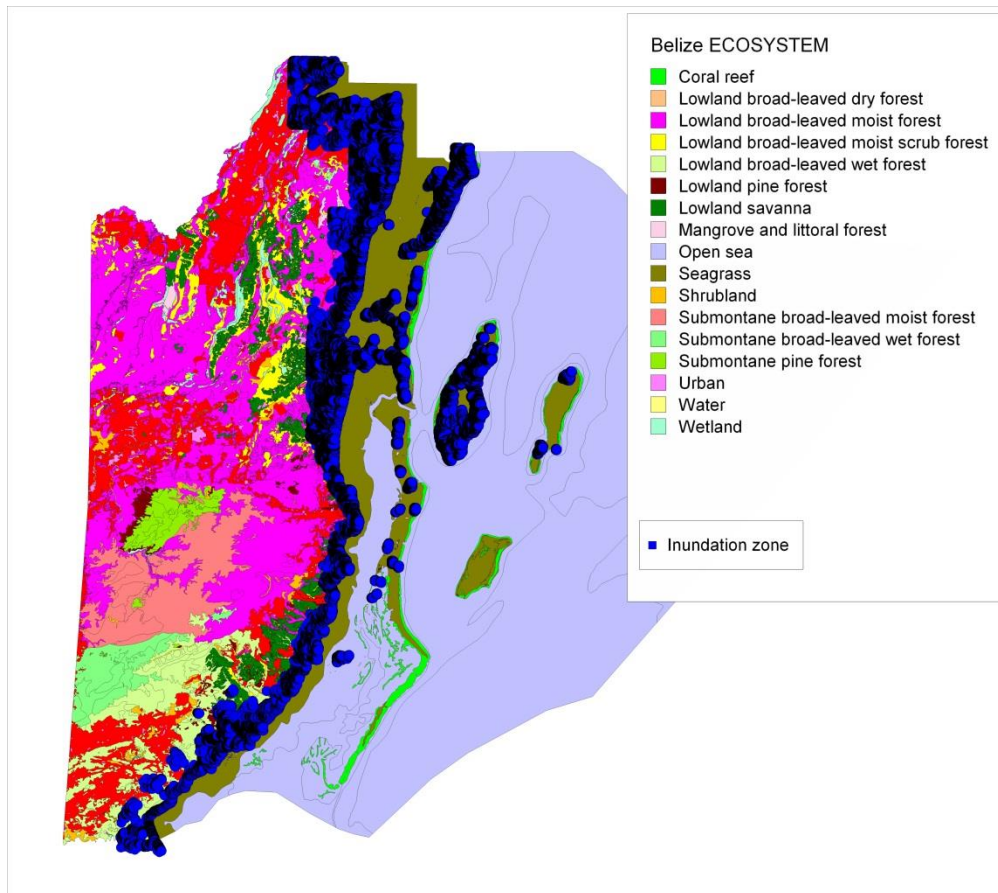 Belize ECOSYSTEM
Coral reef
Lowland broad-leaved dry forest
Lowland broad-leaved moist forest
Lowland broad-leaved moist scrub forest
Lowland broad-leaved wet forest
Lowland pine forest
Lowland savanna
Mangrove and littoral forest
Open sea
Seagrass
Shrubland
Submontane broad-leaved moist forest
Submontane broad-leaved wet forest
Submontane pine forest
Urban
Water
Wetland
Inundation zone